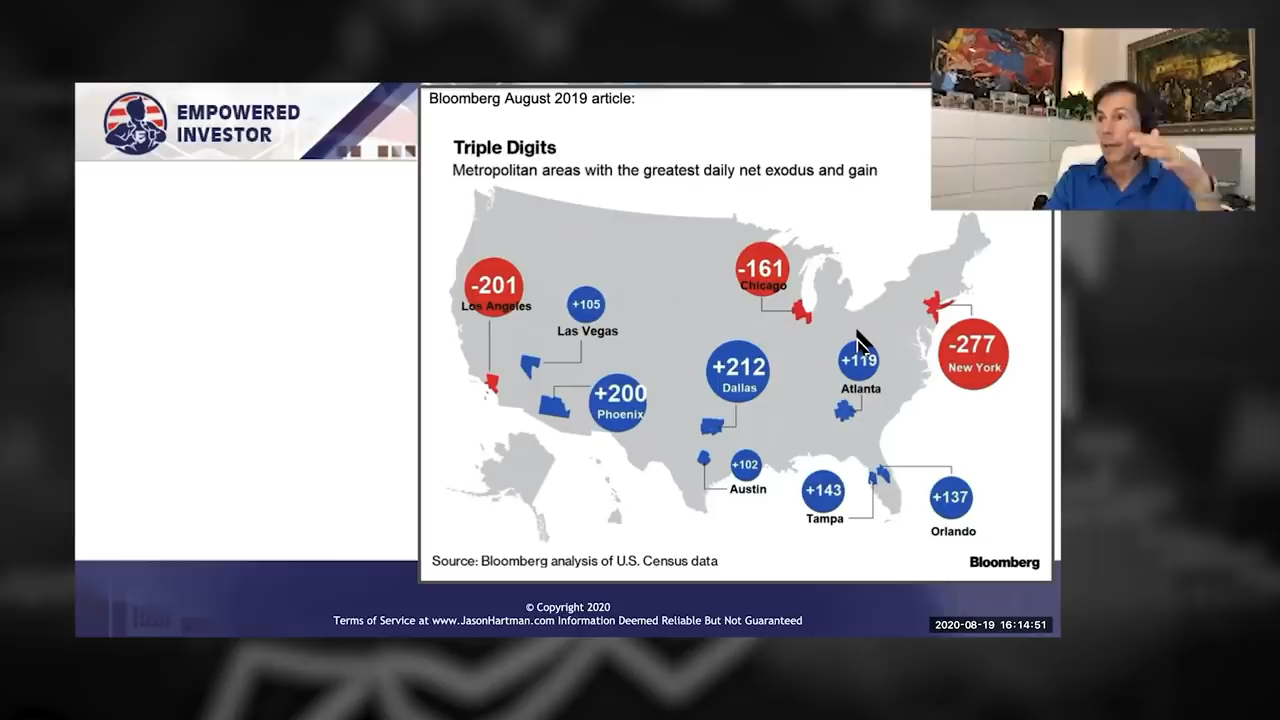 EMPOWERED
INVESTOR
Bloomberg August 2019 article:
Triple Digits
Metropolitan areas with the greatest daily net exodus and gain
-201
Los Angeles
+105
Las Vegas
-161
Chicago
-277
New York
+200
Phoenix
+212
Dallas
+119
Atlanta
+102
Austin
+143
Tampa
+137
Orlando
Source: Bloomberg analysis of U.S. Census data
Bloomberg
© Copyright 2020
Terms of Service at www.JasonHartman.com Information Deemed Reliable But Not Guaranteed
2020-08-19 16:14:51